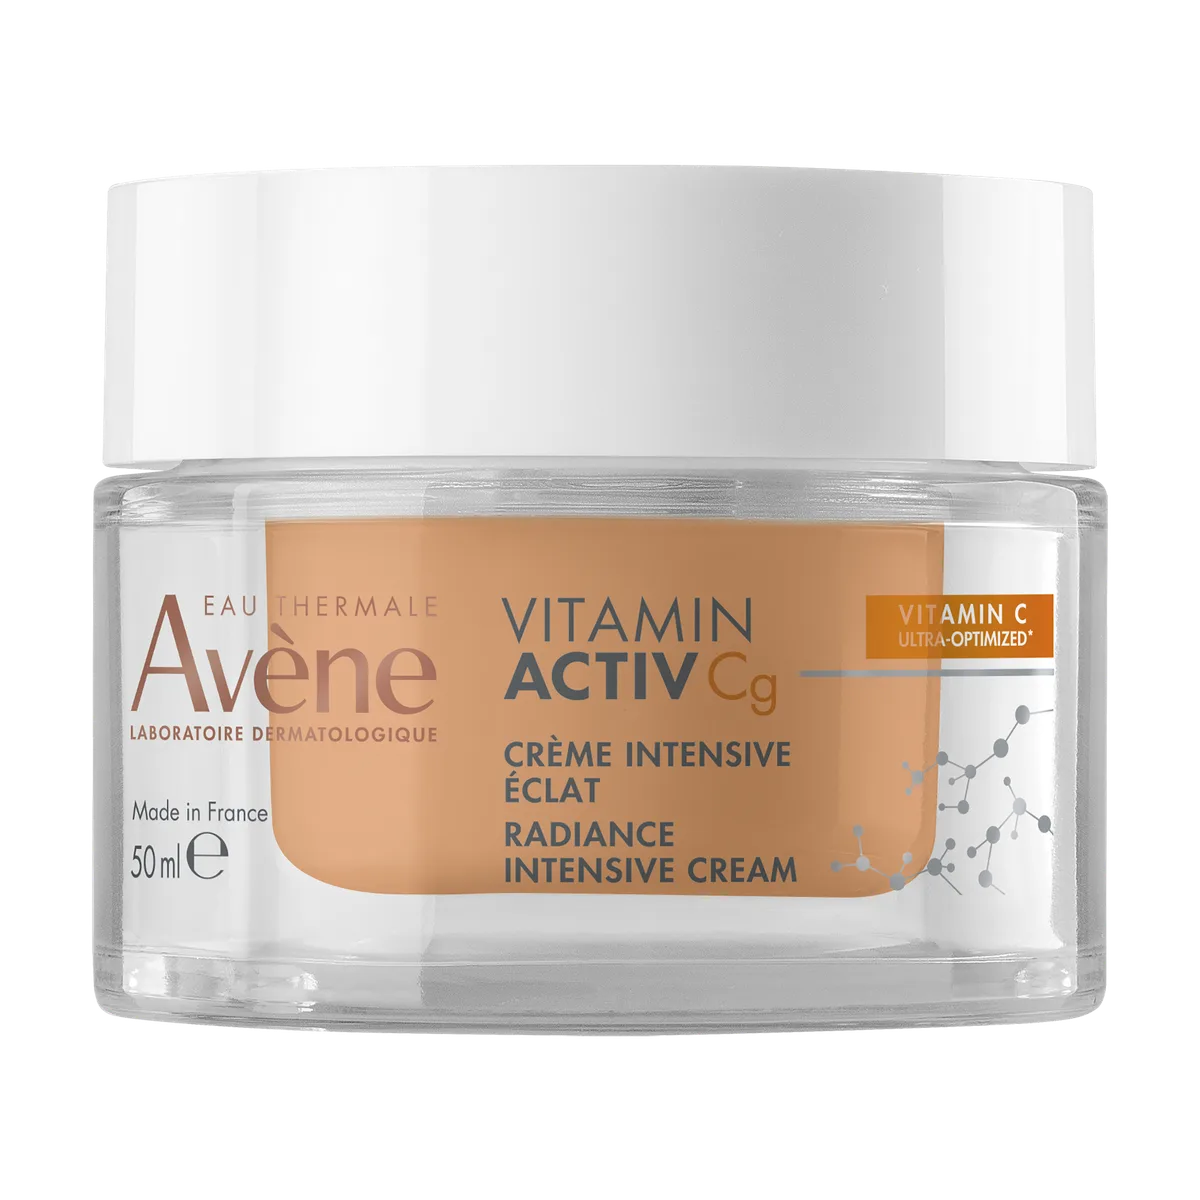 EAU THERMALE
Avène
LABORATOIRE DERMATOLOGIQUE
Made in France
50 ml ℮
VITAMIN
ACTIV Cg
CRÈME INTENSIVE
ÉCLAT
RADIANCE
INTENSIVE CREAM
VITAMIN C
ULTRA-OPTIMIZED*